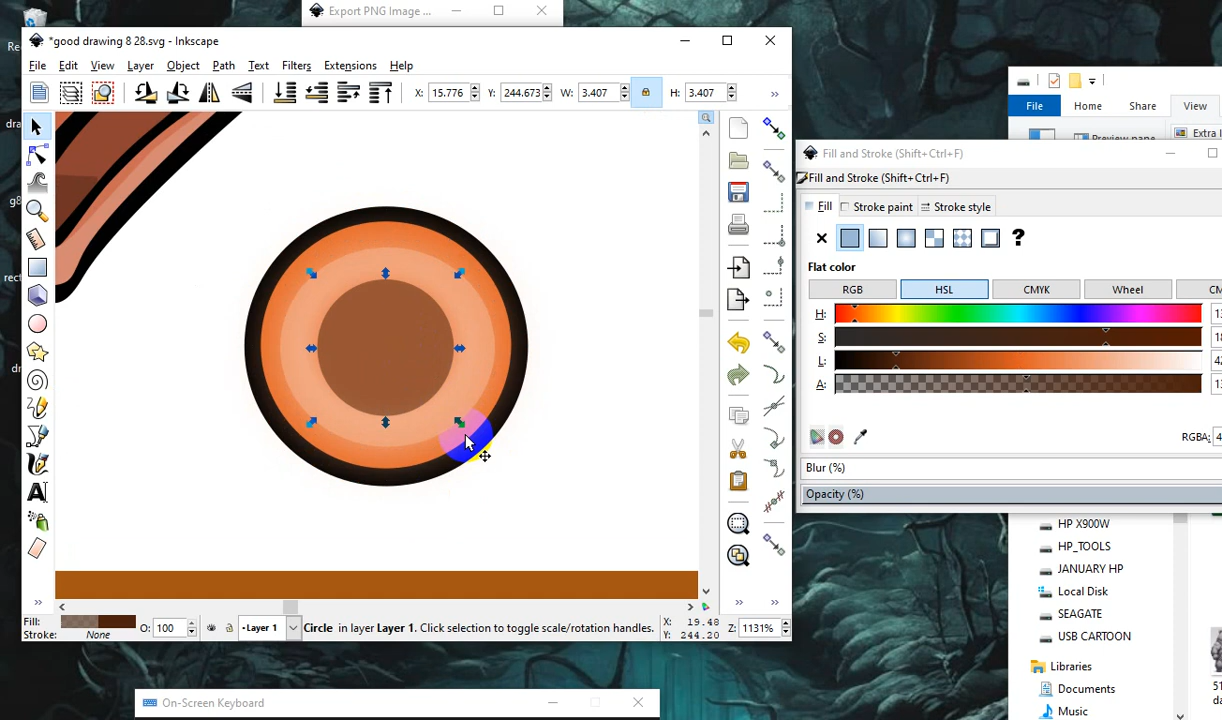 Export PNG Image ...
*good drawing 8 28.svg - Inkscape
File Edit View Layer Object Path Text Filters Extensions Help
X: 15.776 Y: 244.673 W: 3.407 H: 3.407
O: 100
Fill:
Stroke: None
-Layer 1
Circle in layer Layer 1. Click selection to toggle scale/rotation handles.
X: 19.48
Y: 244.20
Z: 1131%
On-Screen Keyboard
File Home Share View
Preview pane
Extra
Fill and Stroke (Shift+Ctrl+F)
Fill and Stroke (Shift+Ctrl+F)
Fill Stroke paint Stroke style
?
Flat color
RGB HSL CMYK Wheel
H:
S:
L:
A:
RGBA: 4
Blur (%)
Opacity (%)
HP X900W
HP_TOOLS
JANUARY HP
Local Disk
SEAGATE
USB CARTOON
Libraries
Documents
Music